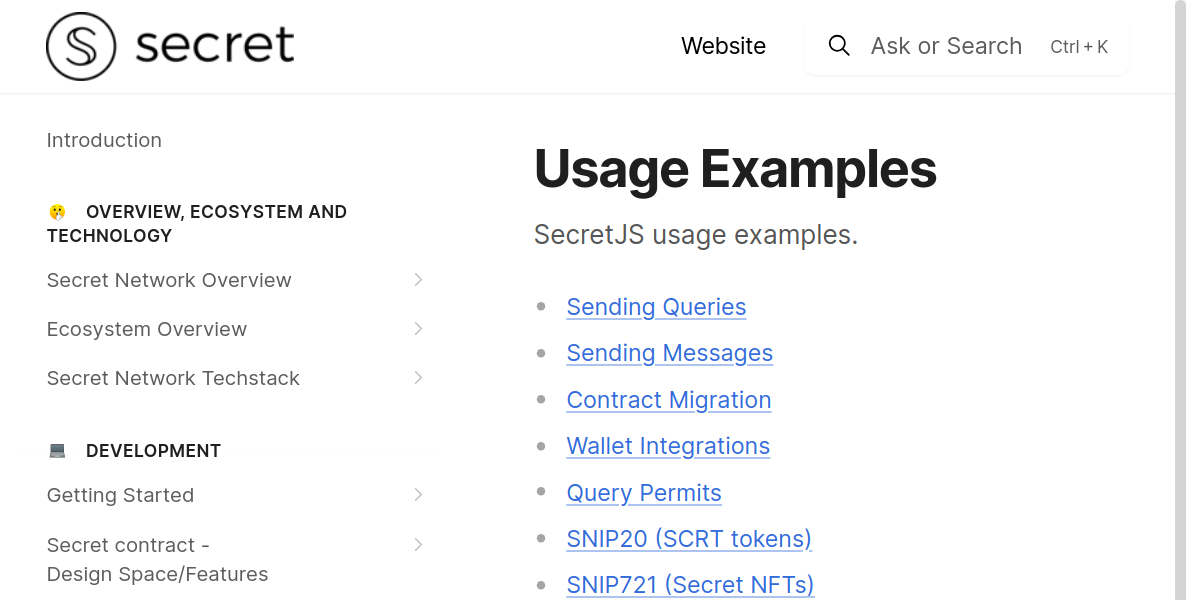 secret
Website
Ask or Search Ctrl + K
Introduction
OVERVIEW, ECOSYSTEM AND
TECHNOLOGY
Secret Network Overview
Ecosystem Overview
Secret Network Techstack
DEVELOPMENT
Getting Started
Secret contract -
Design Space/Features
Usage Examples
SecretJS usage examples.
Sending Queries
Sending Messages
Contract Migration
Wallet Integrations
Query Permits
SNIP20 (SCRT tokens)
SNIP721 (Secret NFTs)